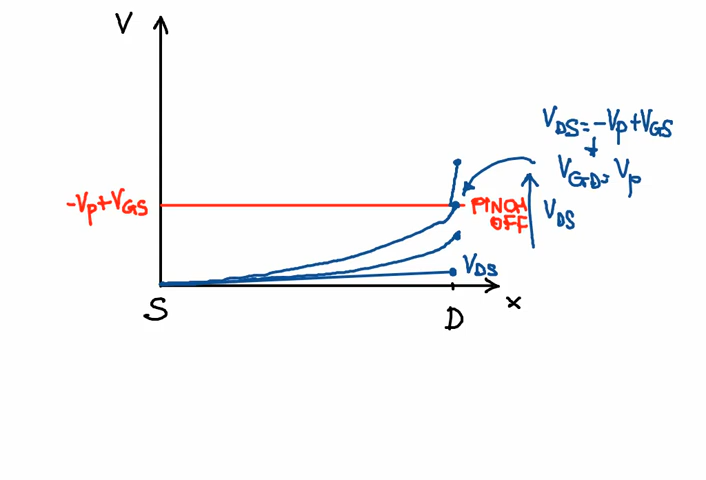 V
VDS=-Vp+VGS
VGD=Vp
-Vp+VGS
PINCH
OFF
VDS
VDS
S
D
x